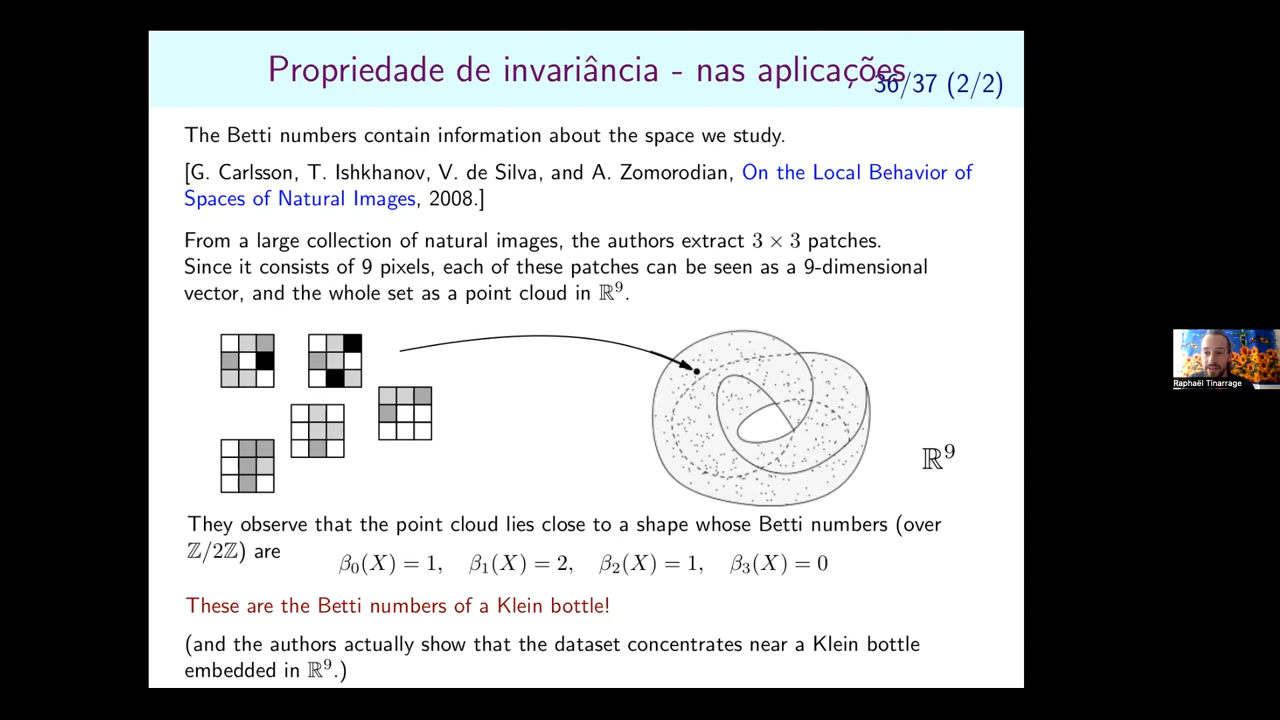 Propriedade de invariância - nas aplicações
36/37 (2/2)
The Betti numbers contain information about the space we study.
[G. Carlsson, T. Ishkhanov, V. de Silva, and A. Zomorodian, On the Local Behavior of
Spaces of Natural Images, 2008.]
From a large collection of natural images, the authors extract 3 × 3 patches.
Since it consists of 9 pixels, each of these patches can be seen as a 9-dimensional
vector, and the whole set as a point cloud in ℝ⁹.
ℝ⁹
They observe that the point cloud lies close to a shape whose Betti numbers (over
ℤ/2ℤ) are
β₀(X) = 1, β₁(X) = 2, β₂(X) = 1, β₃(X) = 0
These are the Betti numbers of a Klein bottle!
(and the authors actually show that the dataset concentrates near a Klein bottle
embedded in ℝ⁹.)
Raphaël Tinarrage